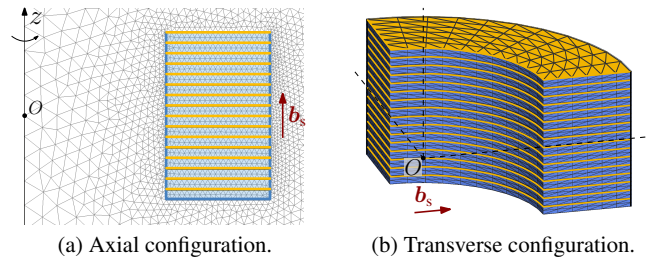 z
O
b_s
O
b_s
(a) Axial configuration.
(b) Transverse configuration.